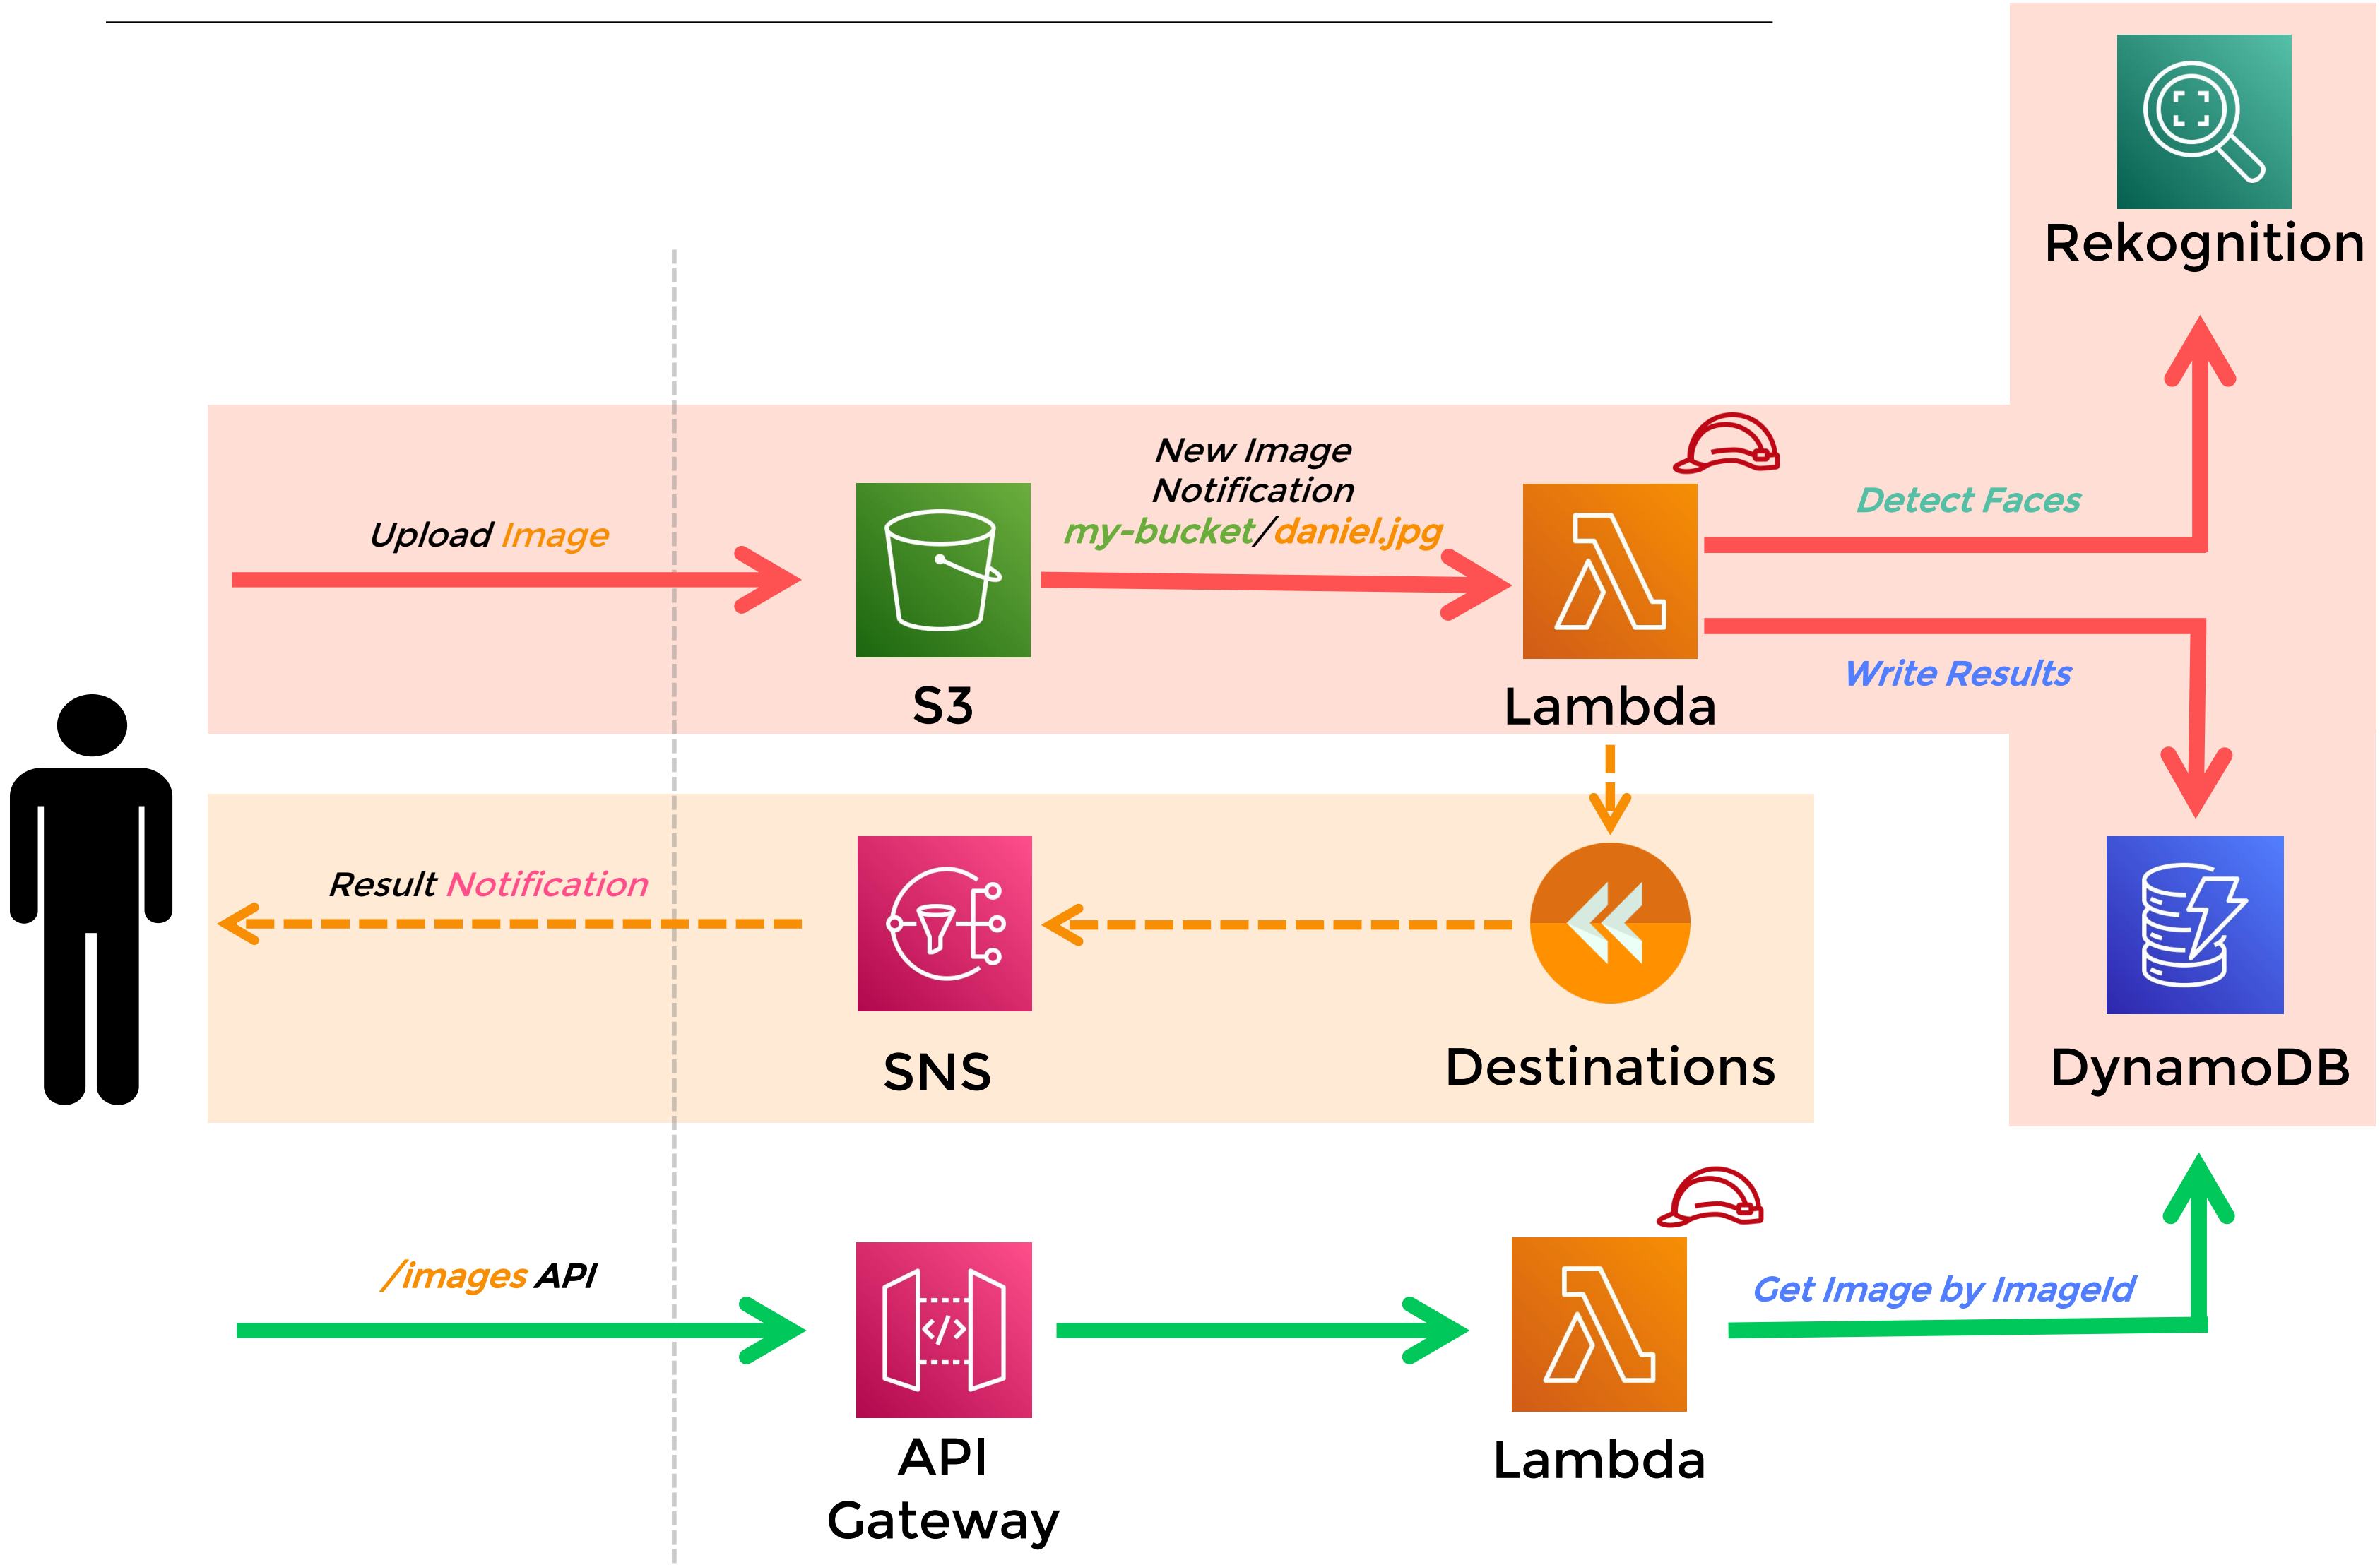 Rekognition
New Image
Notification
my-bucket/daniel.jpg
Upload Image
Detect Faces
Write Results
S3
Lambda
Result Notification
SNS
Destinations
DynamoDB
/images API
Get Image by ImageId
API
Gateway
Lambda